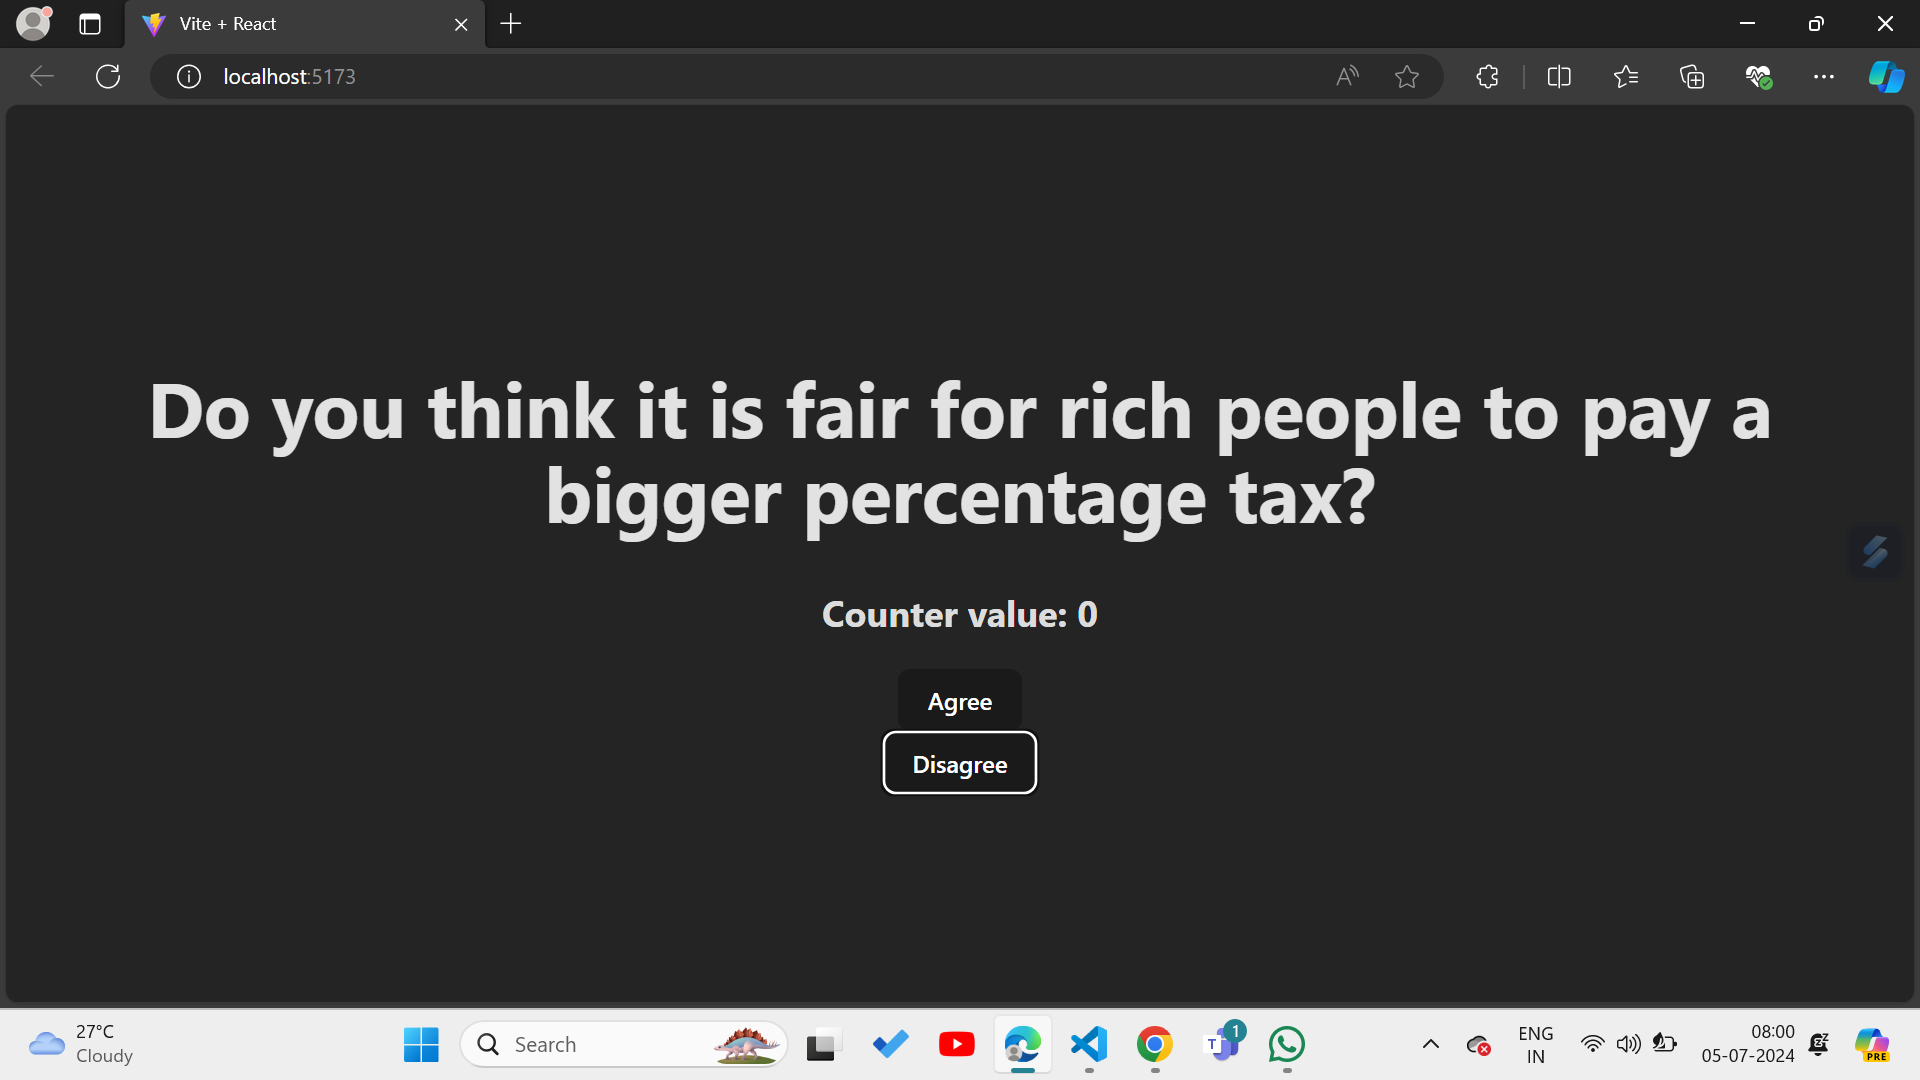 Vite + React
localhost:5173
Do you think it is fair for rich people to pay a
bigger percentage tax?
Counter value: 0
Agree
Disagree
27°C
Cloudy
Search
1
T
ENG
IN
08:00
05-07-2024
PRE